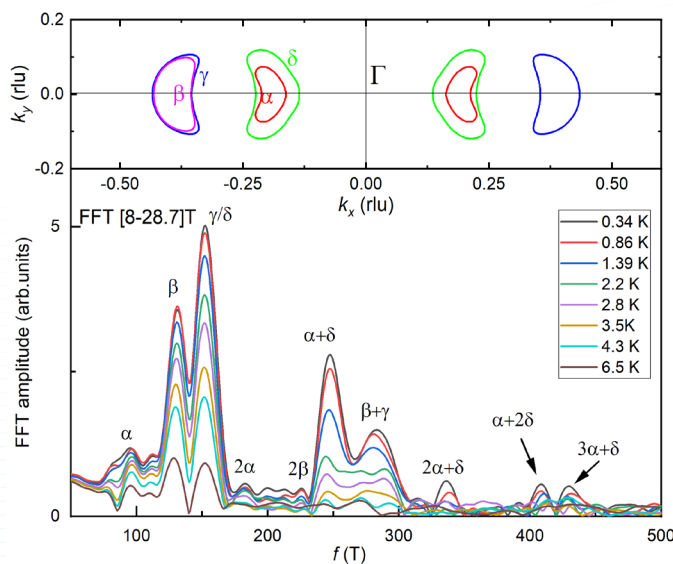 0.2
0.0
-0.2
k_y (rlu)
β
γ
α
δ
Γ
-0.50
-0.25
0.00
0.25
0.50
k_x (rlu)
FFT [8-28.7]T
γ/δ
β
α
2α
2β
α+δ
β+γ
2α+δ
α+2δ
3α+δ
0.34 K
0.86 K
1.39 K
2.2 K
2.8 K
3.5K
4.3 K
6.5 K
FFT amplitude (arb.units)
5
0
100
200
300
400
500
f (T)